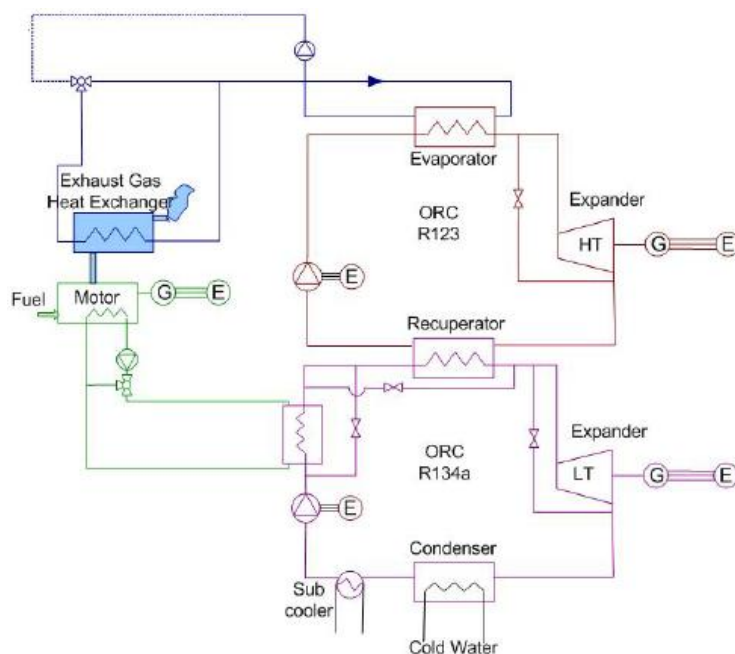 Evaporator
Exhaust Gas
Heat Exchanger
ORC
R123
Expander
HT
G
E
E
Fuel
Motor
G
E
Recuperator
ORC
R134a
Expander
LT
G
E
E
Condenser
Sub
cooler
Cold Water